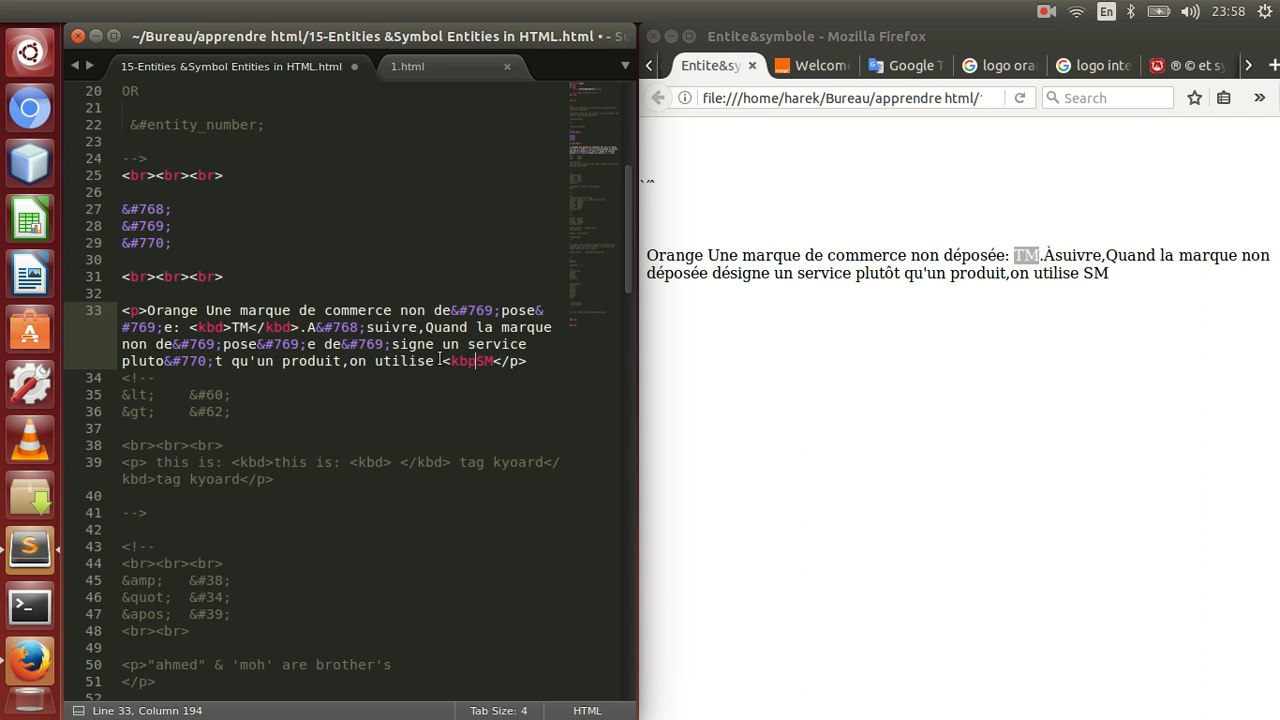 En
23:58
~/Bureau/apprendre html/15-Entities &Symbol Entities in HTML.html • - Su
15-Entities &Symbol Entities in HTML.html
1.html
20 OR
21
22 &#entity_number;
23
24 -->
25 <br><br><br>
26
27 &#768;
28 &#769;
29 &#770;
30
31 <br><br><br>
32
33 <p>Orange Une marque de commerce non de&#769;pose&
#769;e: <kbd>TM</kbd>.A&#768;suivre,Quand la marque
non de&#769;pose&#769;e de&#769;signe un service
pluto&#770;t qu'un produit,on utilise <kbpSM</p>
34 <!--
35 &lt; &#60;
36 &gt; &#62;
37
38 <br><br><br>
39 <p> this is: <kbd>this is: <kbd> </kbd> tag kyoard</
kbd>tag kyoard</p>
40
41 -->
42
43 <!--
44 <br><br><br>
45 &amp; &#38;
46 &quot; &#34;
47 &apos; &#39;
48 <br><br>
49
50 <p>"ahmed" & 'moh' are brother's
51 </p>
52
Line 33, Column 194
Tab Size: 4
HTML
Entite&symbole - Mozilla Firefox
Entite&sy
Welcome
Google T
logo ora
logo inte
® © et sy
file:///home/harek/Bureau/apprendre html/1
Search
Orange Une marque de commerce non déposée: TM.Àsuivre,Quand la marque non
déposée désigne un service plutôt qu'un produit,on utilise SM